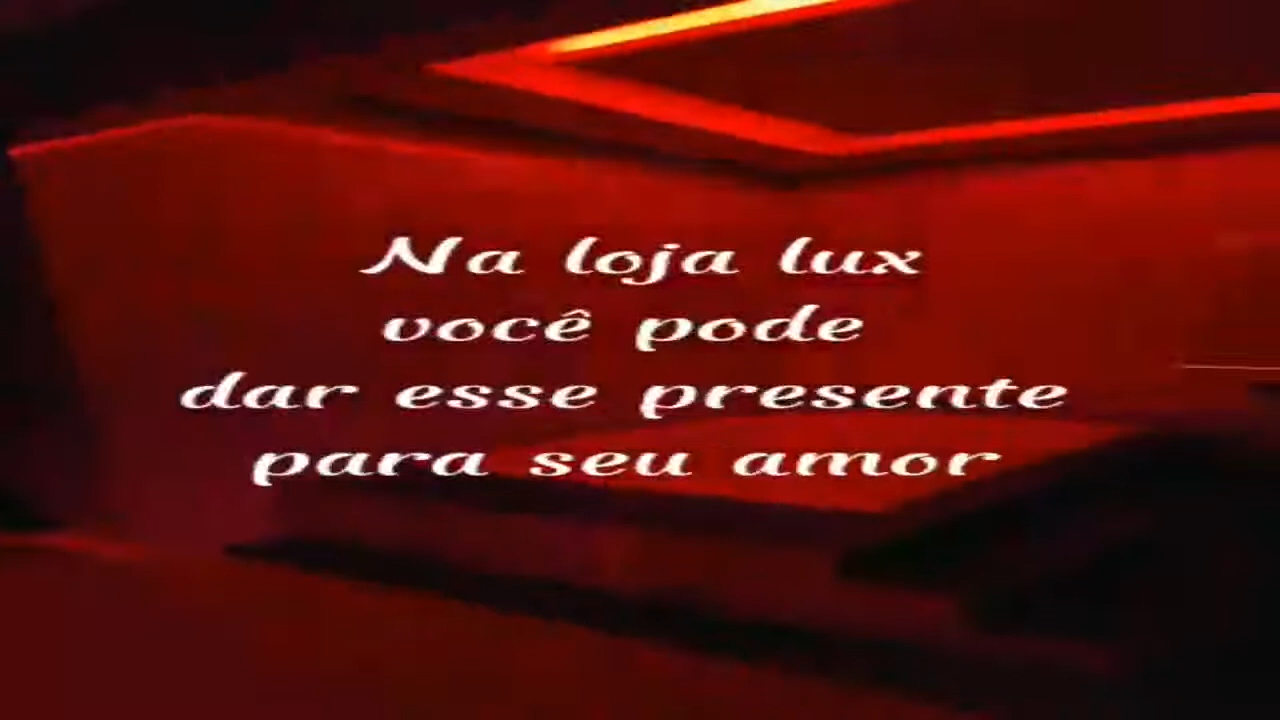 Na loja lux
você pode
dar esse presente
para seu amor